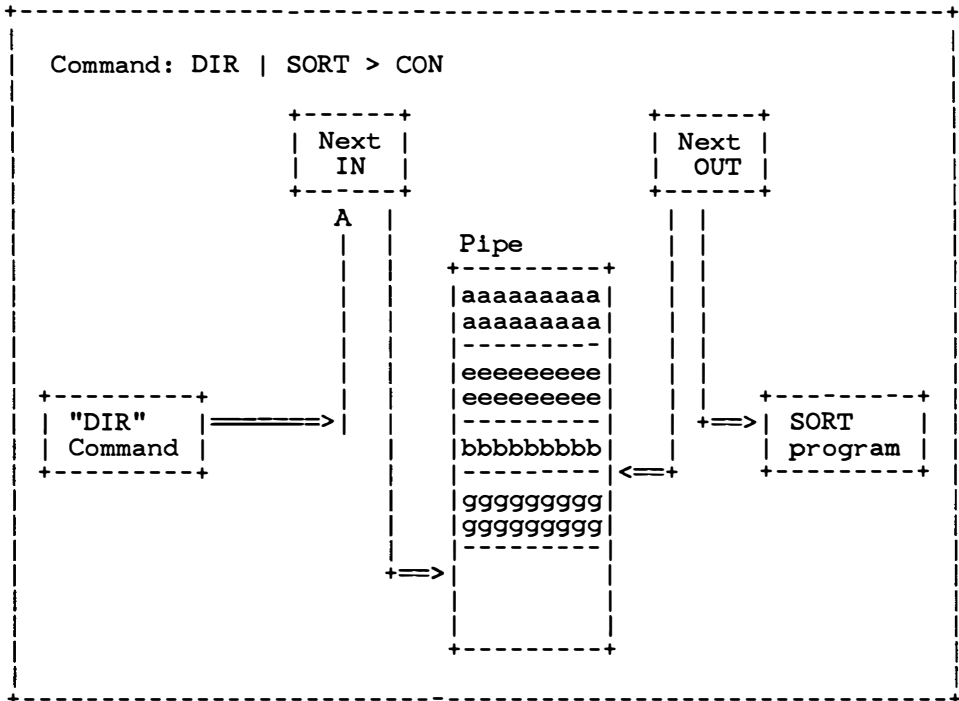 Command: DIR | SORT > CON
Next IN
Next OUT
A
Pipe
aaaaaaaaa
aaaaaaaaa
eeeeeeeee
eeeeeeeee
"DIR" Command
SORT program
bbbbbbbbb
ggggggggg
ggggggggg